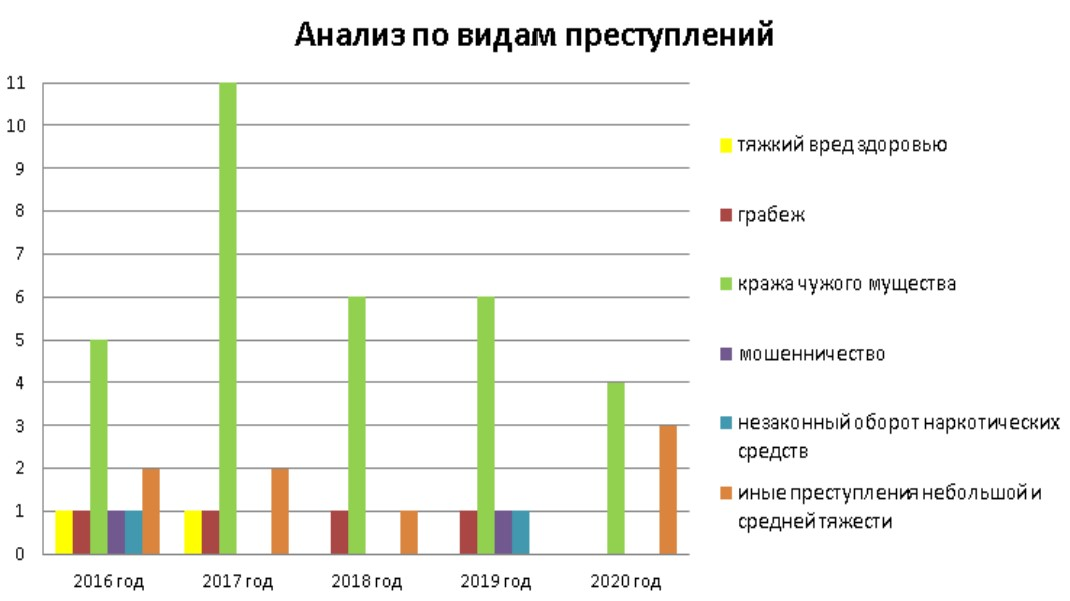 Анализ по видам преступлений
11
10
9
8
7
6
5
4
3
2
1
0
2016 год
2017 год
2018 год
2019 год
2020 год
тяжкий вред здоровью
грабеж
кража чужого мущества
мошенничество
незаконный оборот наркотических
средств
иные преступления небольшой и
средней тяжести